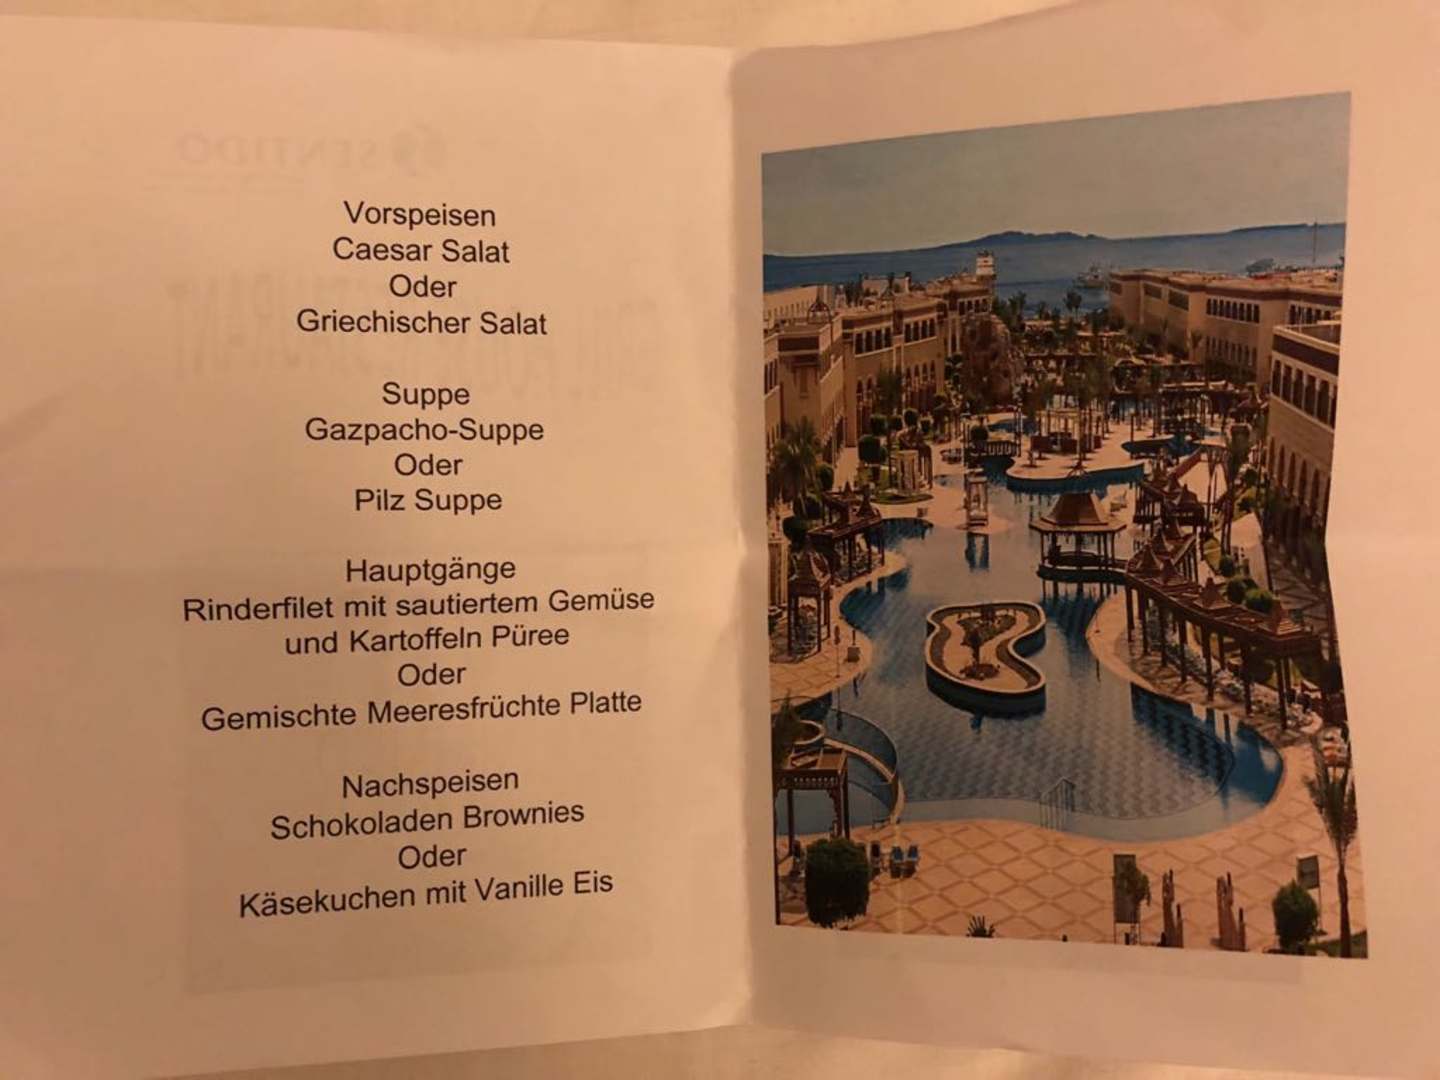 SENTIDO
Vorspeisen
Caesar Salat
Oder
Griechischer Salat
Suppe
Gazpacho-Suppe
Oder
Pilz Suppe
Hauptgänge
Rinderfilet mit sautiertem Gemüse
und Kartoffeln Püree
Oder
Gemischte Meeresfrüchte Platte
Nachspeisen
Schokoladen Brownies
Oder
Käsekuchen mit Vanille Eis